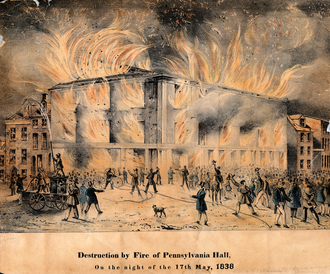 Destruction by Fire of Pennsylvania Hall,
On the night of the 17th May, 1838